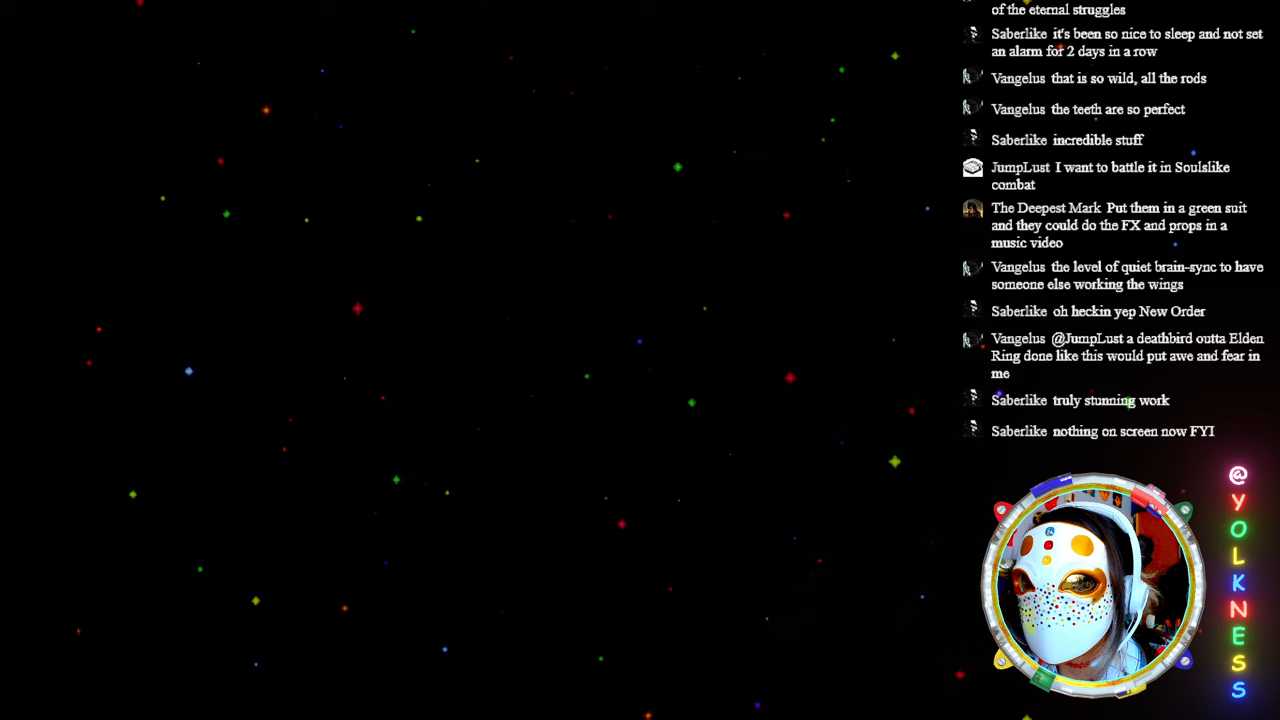 of the eternal struggles
Saberlike it's been so nice to sleep and not set
an alarm for 2 days in a row
Vangelus that is so wild, all the rods
Vangelus the teeth are so perfect
Saberlike incredible stuff
JumpLust I want to battle it in Soulslike
combat
The Deepest Mark Put them in a green suit
and they could do the FX and props in a
music video
Vangelus the level of quiet brain-sync to have
someone else working the wings
Saberlike oh heckin yep New Order
Vangelus @JumpLust a deathbird outta Elden
Ring done like this would put awe and fear in
me
Saberlike truly stunning work
Saberlike nothing on screen now FYI
@YOLKNESS